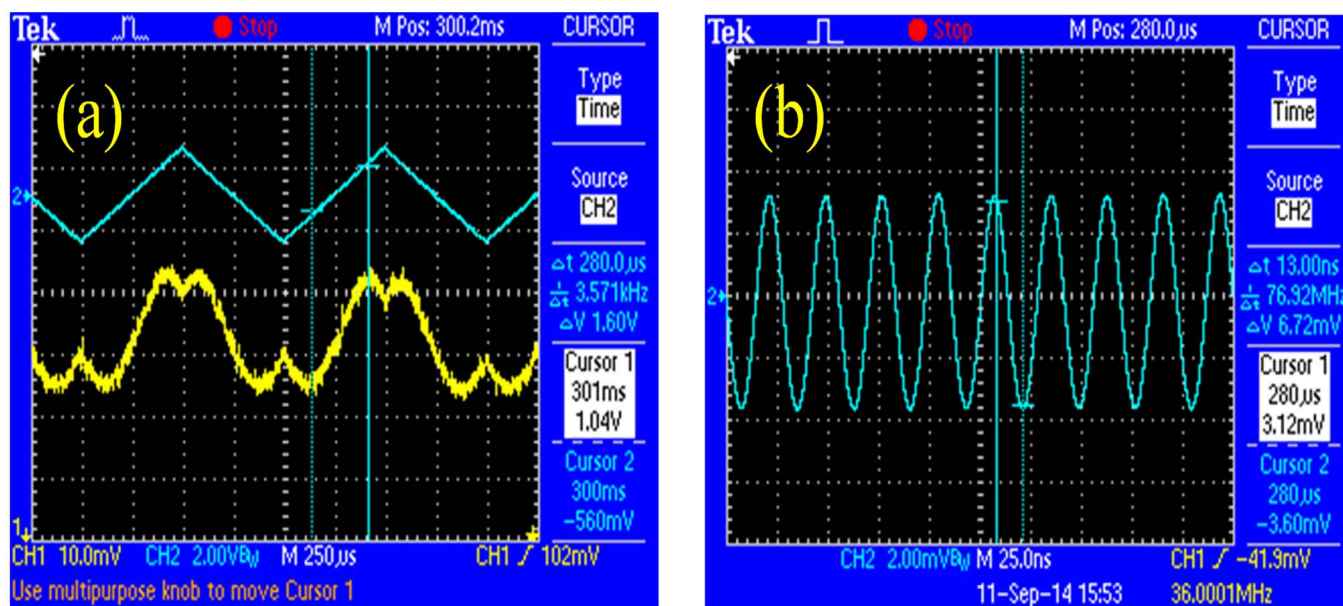 Tek Stop M Pos: 300.2ms CURSOR
(a)
Type
Time
2
Source
CH2
Δt 280.0µs
1/Δt 3.571kHz
ΔV 1.60V
Cursor 1
301ms
1.04V
Cursor 2
300ms
-560mV
1
CH1 10.0mV CH2 2.00VBW M 250µs CH1 102mV
Use multipurpose knob to move Cursor 1
Tek Stop M Pos: 280.0µs CURSOR
(b)
Type
Time
Source
CH2
2
Δt 13.00ns
1/Δt 76.92MHz
ΔV 6.72mV
Cursor 1
280µs
3.12mV
Cursor 2
280µs
-3.60mV
CH2 2.00mVBW M 25.0ns CH1 -41.9mV
11-Sep-14 15:53 36.0001MHz